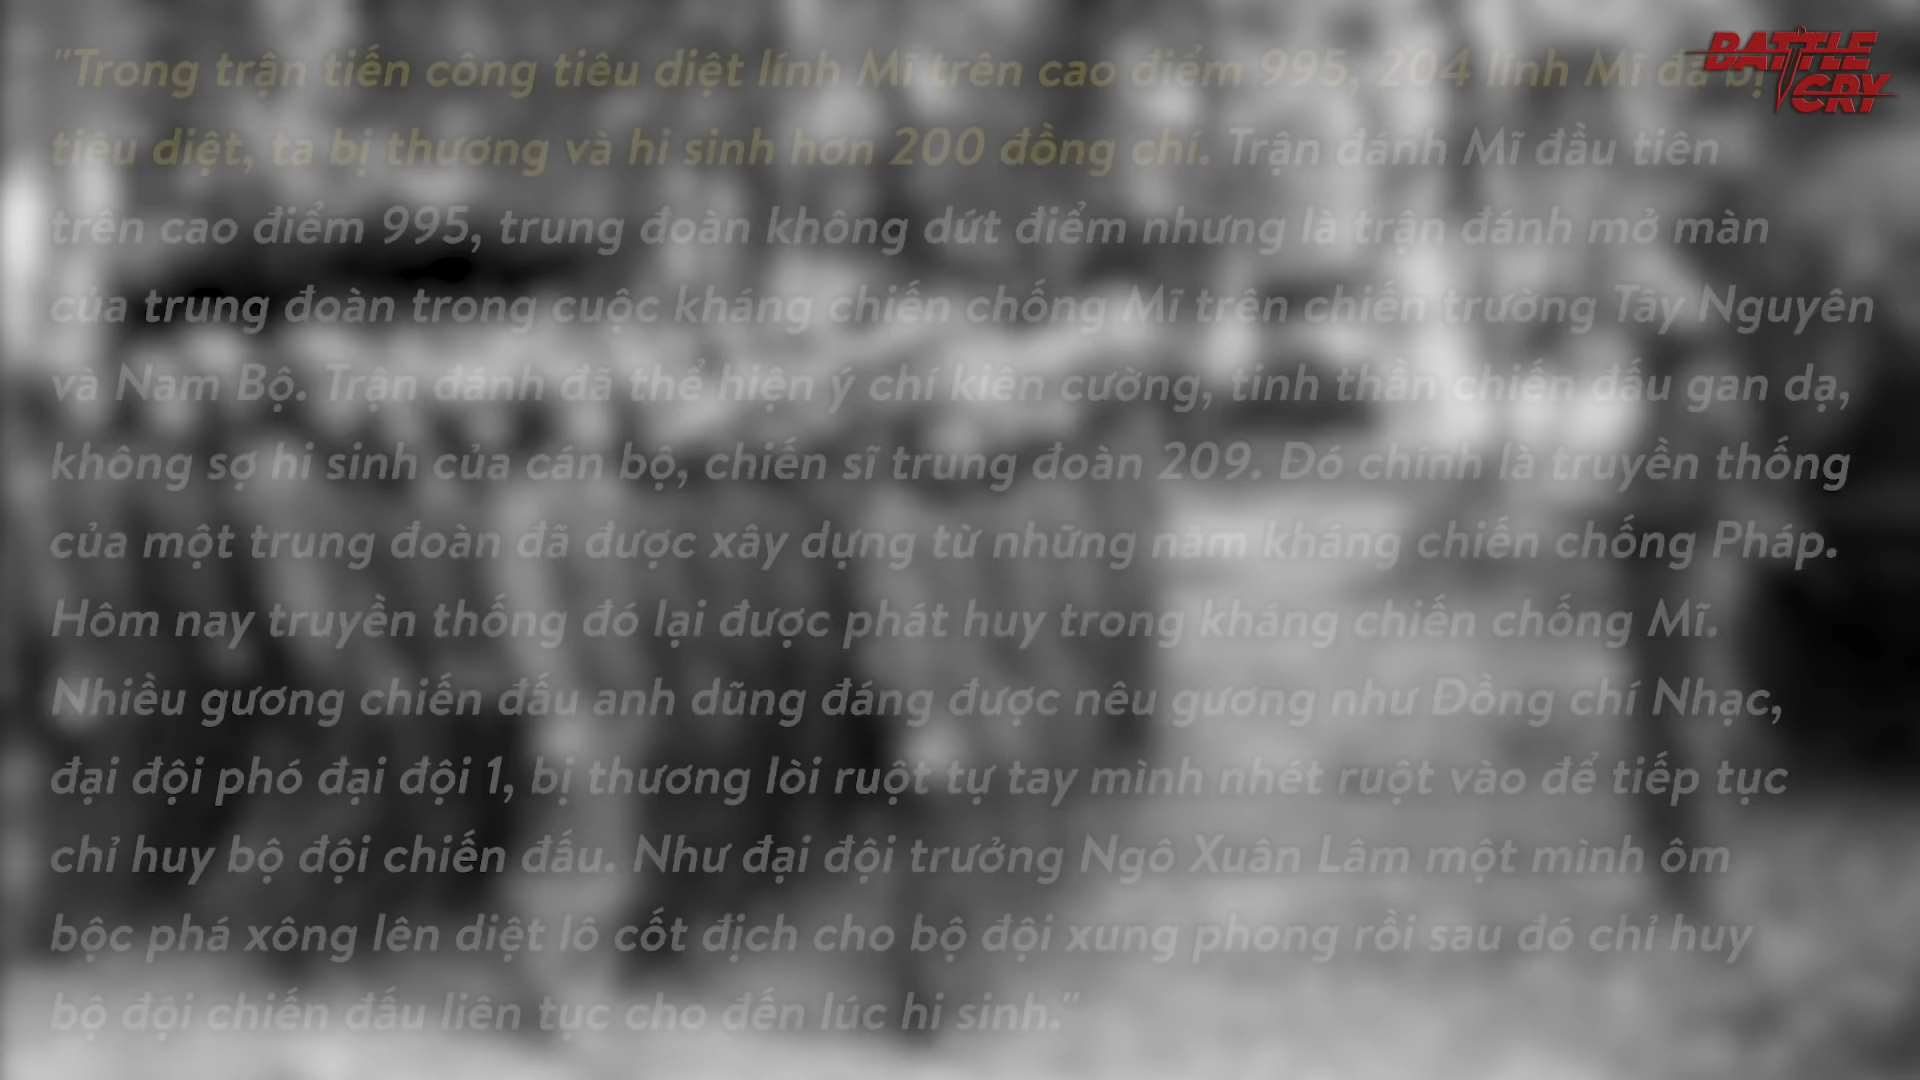 "Trong trận tiến công tiêu diệt lính Mĩ trên cao điểm 995, 204 lính Mĩ đã bị
tiêu diệt, ta bị thương và hi sinh hơn 200 đồng chí. Trận đánh Mĩ đầu tiên
trên cao điểm 995, trung đoàn không dứt điểm nhưng là trận đánh mở màn
của trung đoàn trong cuộc kháng chiến chống Mĩ trên chiến trường Tây Nguyên
và Nam Bộ. Trận đánh đã thể hiện ý chí kiên cường, tinh thần chiến đấu gan dạ,
không sợ hi sinh của cán bộ, chiến sĩ trung đoàn 209. Đó chính là truyền thống
của một trung đoàn đã được xây dựng từ những năm kháng chiến chống Pháp.
Hôm nay truyền thống đó lại được phát huy trong kháng chiến chống Mĩ.
Nhiều gương chiến đấu anh dũng đáng được nêu gương như Đồng chí Nhạc,
đại đội phó đại đội 1, bị thương lòi ruột tự tay mình nhét ruột vào để tiếp tục
chỉ huy bộ đội chiến đấu. Như đại đội trưởng Ngô Xuân Lâm một mình ôm
bộc phá xông lên diệt lô cốt địch cho bộ đội xung phong rồi sau đó chỉ huy
bộ đội chiến đấu liên tục cho đến lúc hi sinh."
BATTLE
CRY